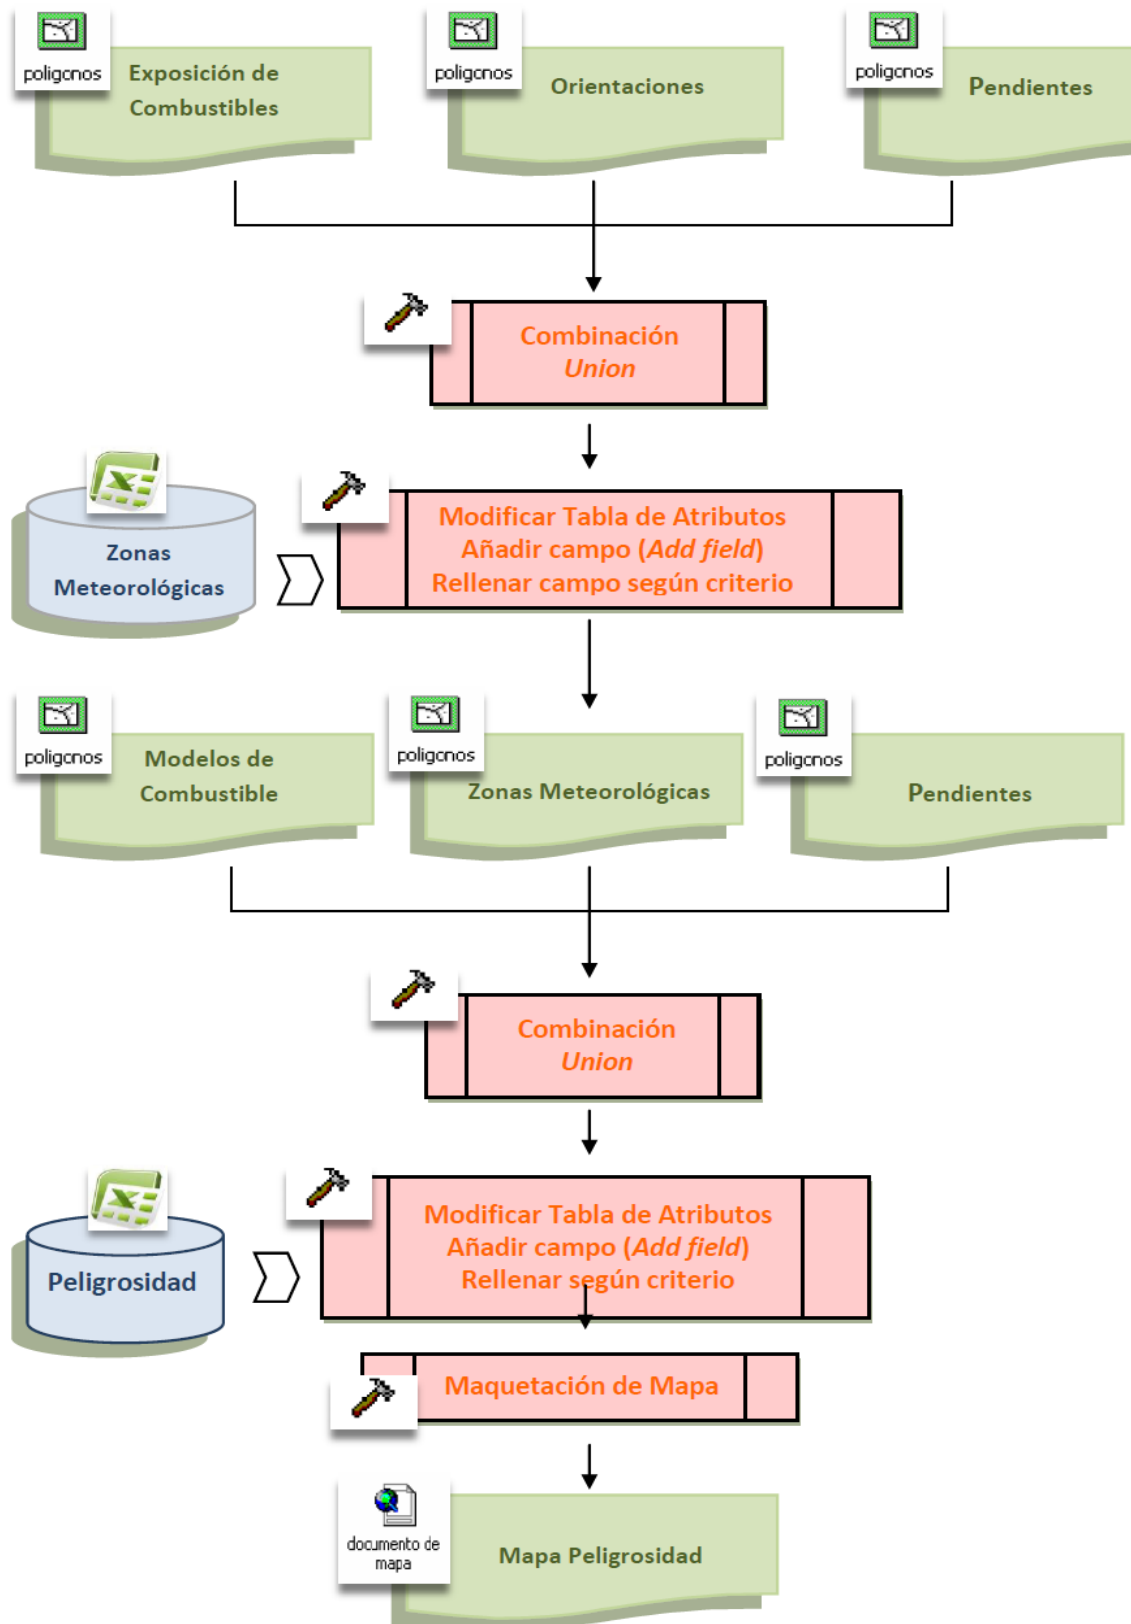 poligonos
Exposición de
Combustibles
poligonos
Orientaciones
poligonos
Pendientes
Combinación
Union
Zonas
Meteorológicas
Modificar Tabla de Atributos
Añadir campo (Add field)
Rellenar campo según criterio
poligonos
Modelos de
Combustible
poligonos
Zonas Meteorológicas
poligonos
Pendientes
Combinación
Union
Peligrosidad
Modificar Tabla de Atributos
Añadir campo (Add field)
Rellenar según criterio
Maquetación de Mapa
documento de
mapa
Mapa Peligrosidad